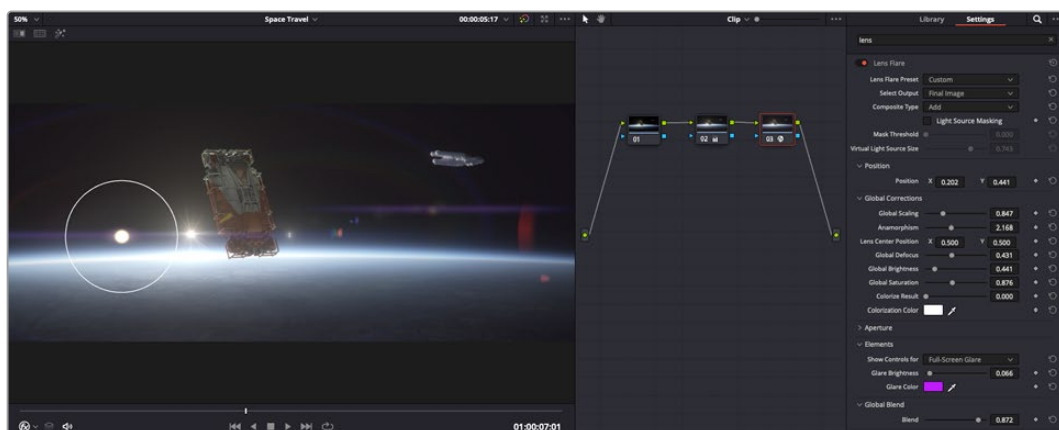 50%
Space Travel
00:00:05:17
Clip
Library
Settings
lens
Lens Flare
Lens Flare Preset Custom
Select Output Final Image
Composite Type Add
Light Source Masking
Mask Threshold 0.000
Virtual Light Source Size 0.743
Position
Position X 0.202 Y 0.441
Global Corrections
Global Scaling 0.847
Anamorphism 2.168
Lens Center Position X 0.500 Y 0.500
Global Defocus 0.431
Global Brightness 0.441
Global Saturation 0.876
Colorize Result 0.000
Colorization Color
Aperture
Elements
Show Controls for Full-Screen Glare
Glare Brightness 0.066
Glare Color
Global Blend
Blend 0.872
01
02
03
01:00:07:01